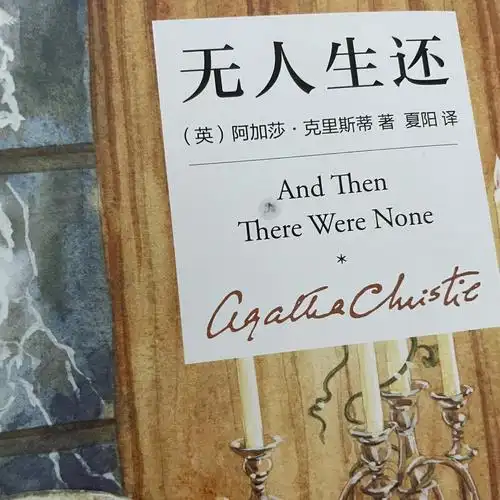 无人生还
（英）阿加莎·克里斯蒂 著 夏阳 译
And Then
There Were None
*
Agatha Christie